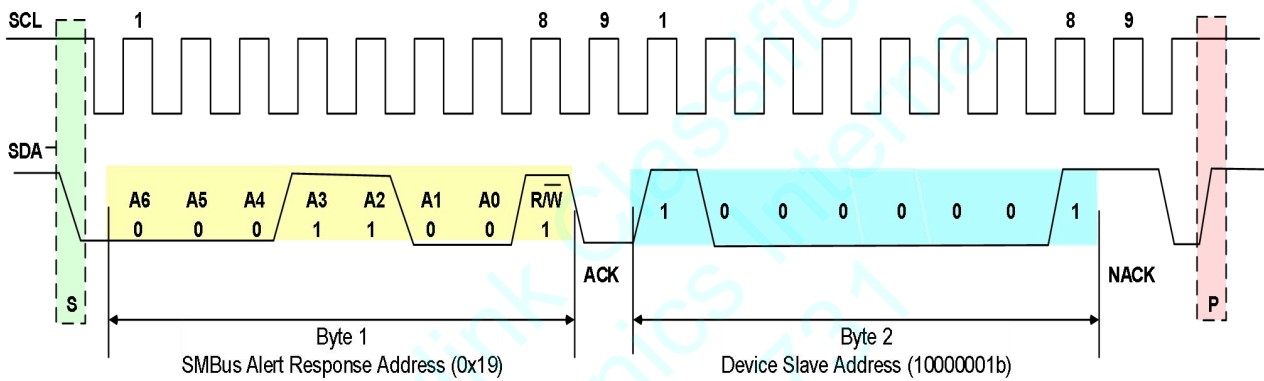 SCL 1 8 9 1 8 9
SDA
A6 A5 A4 A3 A2 A1 A0 R/W
0 0 0 1 1 0 0 1
1 0 0 0 0 0 0 1
ACK
NACK
S
P
Byte 1
SMBus Alert Response Address (0x19)
Byte 2
Device Slave Address (10000001b)